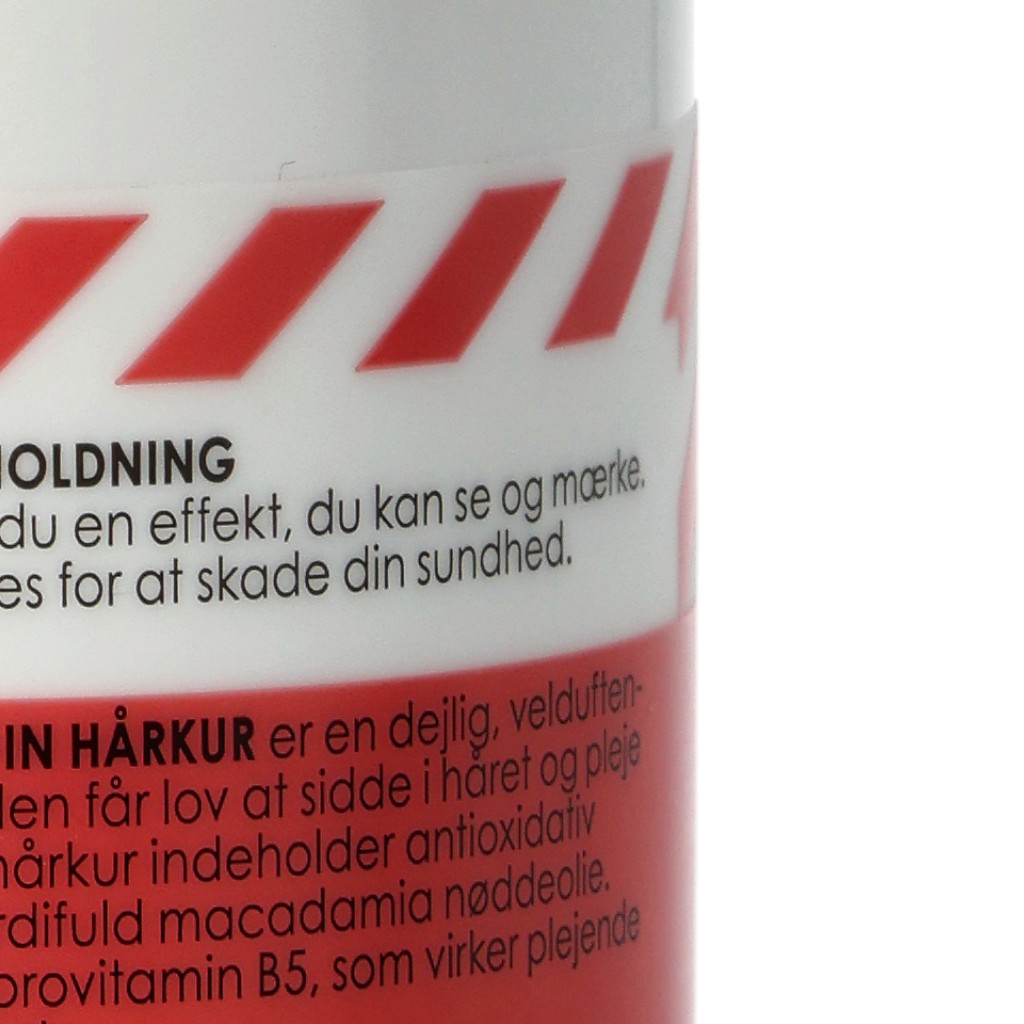 HOLDNING
du en effekt, du kan se og mærke.
es for at skade din sundhed.
IN HÅRKUR er en dejlig, velduften-
den får lov at sidde i håret og pleje
hårkur indeholder antioxidativ
rdifuld macadamia nøddeolie.
provitamin B5, som virker plejende